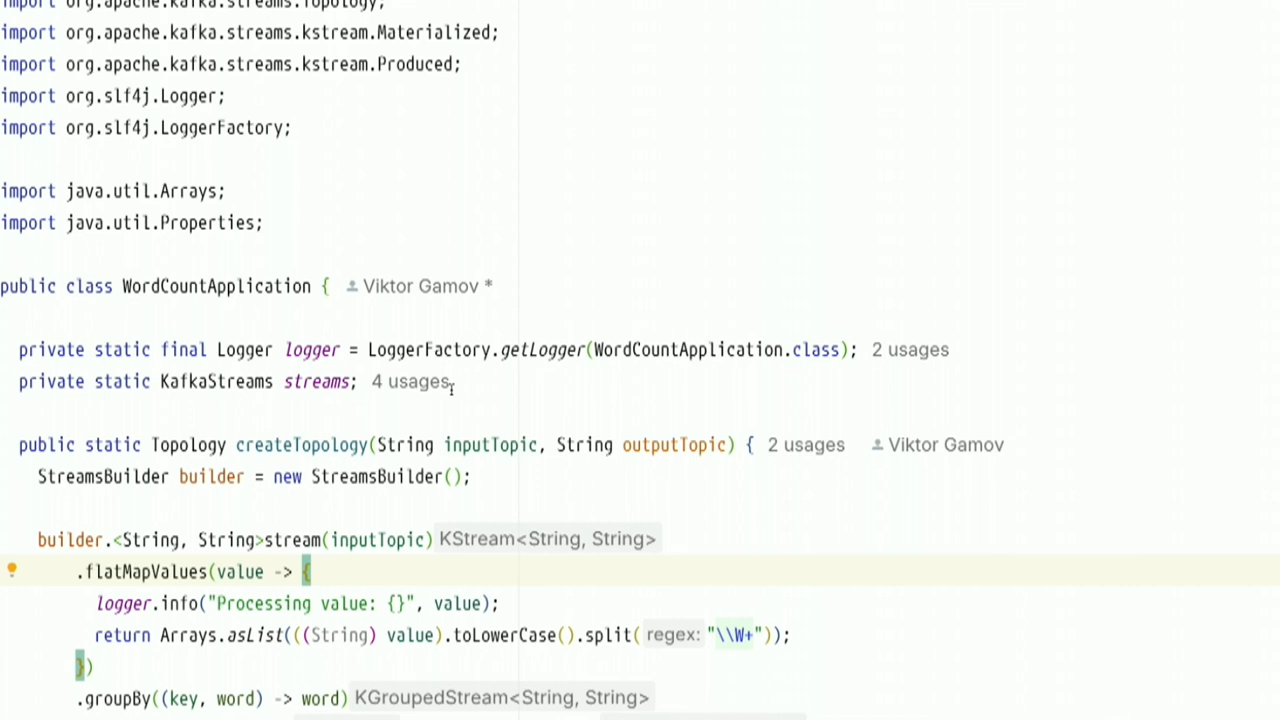 import org.apache.kafka.streams.Topology;
import org.apache.kafka.streams.kstream.Materialized;
import org.apache.kafka.streams.kstream.Produced;
import org.slf4j.Logger;
import org.slf4j.LoggerFactory;
import java.util.Arrays;
import java.util.Properties;
public class WordCountApplication { Viktor Gamov *
private static final Logger logger = LoggerFactory.getLogger(WordCountApplication.class); 2 usages
private static KafkaStreams streams; 4 usages
public static Topology createTopology(String inputTopic, String outputTopic) { 2 usages Viktor Gamov
StreamsBuilder builder = new StreamsBuilder();
builder.<String, String>stream(inputTopic) KStream<String, String>
.flatMapValues(value -> {
logger.info("Processing value: {}", value);
return Arrays.asList(((String) value).toLowerCase().split( regex: "\\W+"));
})
.groupBy((key, word) -> word) KGroupedStream<String, String>